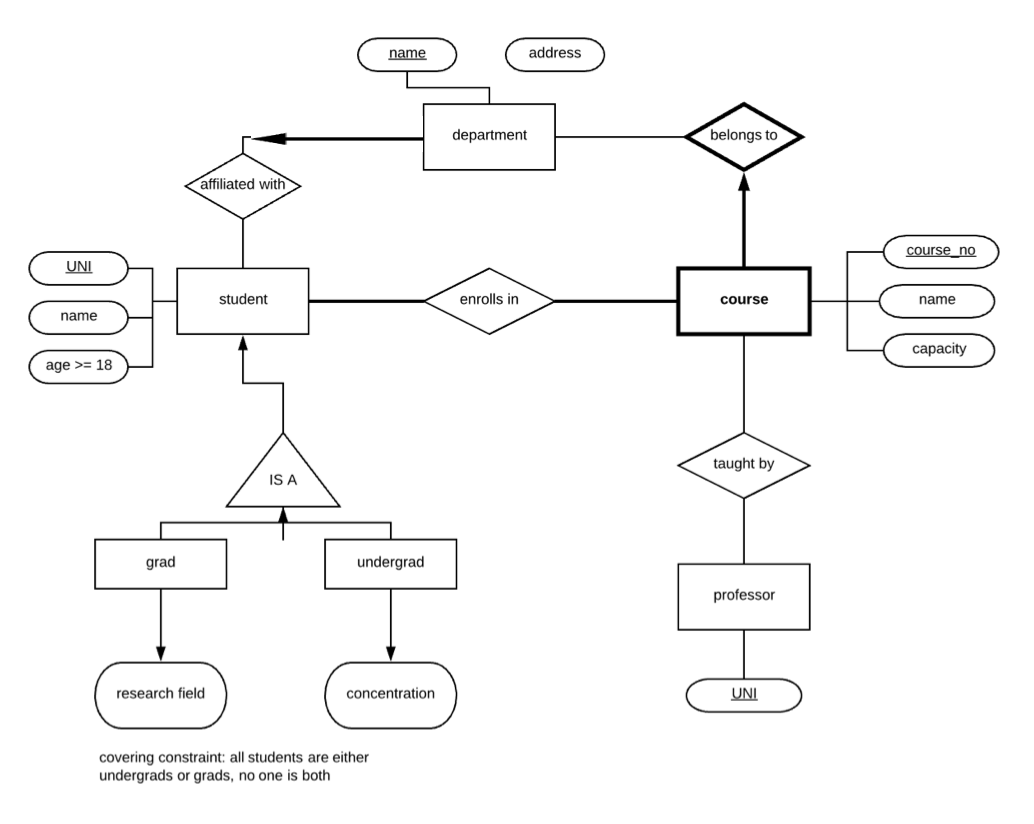 name
address
department
belongs to
affiliated with
UNI
name
age >= 18
student
enrolls in
course
course_no
name
capacity
taught by
IS A
grad
undergrad
professor
research field
concentration
UNI
covering constraint: all students are either
undergrads or grads, no one is both